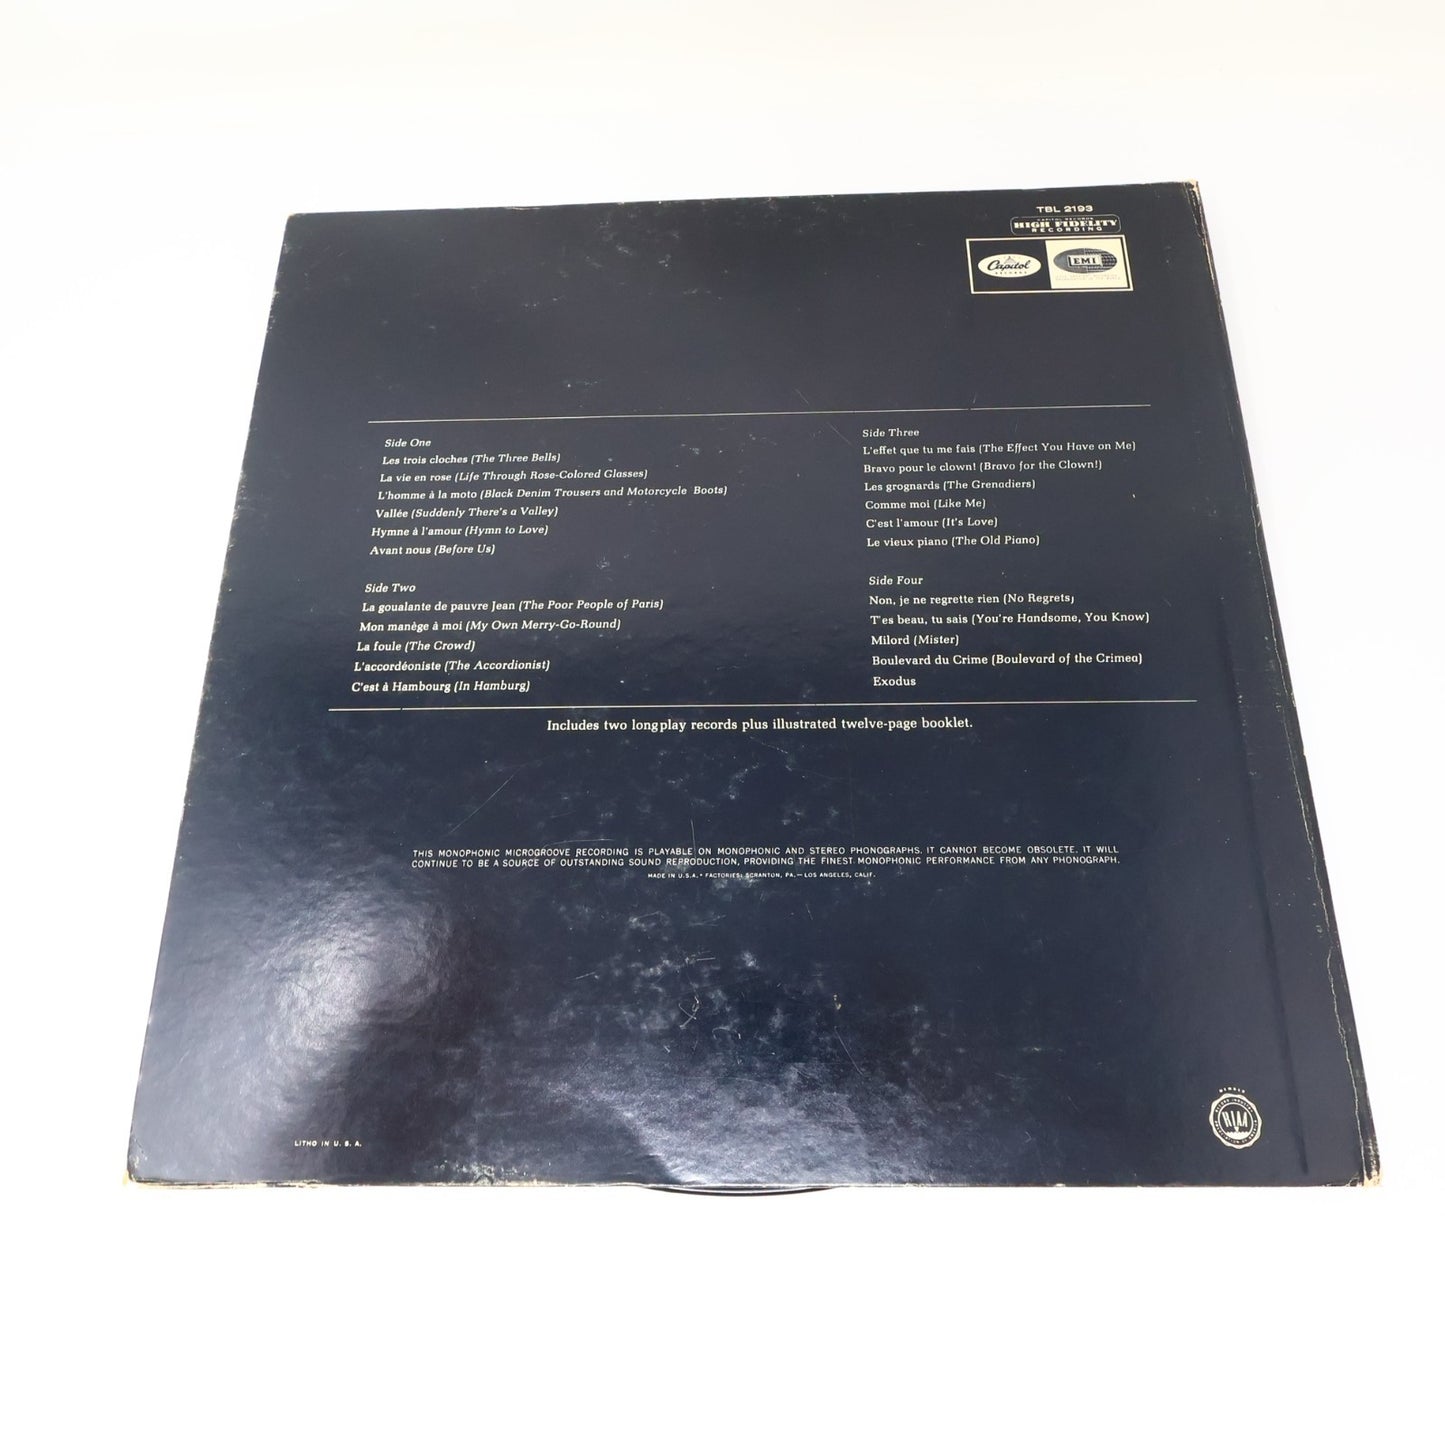 TBL 2193
CAPITOL RECORDS
HIGH FIDELITY
RECORDING
Capitol
RECORDS
EMI
Side One
Les trois cloches (The Three Bells)
La vie en rose (Life Through Rose-Colored Glasses)
L'homme à la moto (Black Denim Trousers and Motorcycle Boots)
Vallée (Suddenly There's a Valley)
Hymne à l'amour (Hymn to Love)
Avant nous (Before Us)
Side Two
La goualante de pauvre Jean (The Poor People of Paris)
Mon manège à moi (My Own Merry-Go-Round)
La foule (The Crowd)
L'accordéoniste (The Accordionist)
C'est à Hambourg (In Hamburg)
Side Three
L'effet que tu me fais (The Effect You Have on Me)
Bravo pour le clown! (Bravo for the Clown!)
Les grognards (The Grenadiers)
Comme moi (Like Me)
C'est l'amour (It's Love)
Le vieux piano (The Old Piano)
Side Four
Non, je ne regrette rien (No Regrets)
T'es beau, tu sais (You're Handsome, You Know)
Milord (Mister)
Boulevard du Crime (Boulevard of the Crimea)
Exodus
Includes two longplay records plus illustrated twelve-page booklet.
THIS MONOPHONIC MICROGROOVE RECORDING IS PLAYABLE ON MONOPHONIC AND STEREO PHONOGRAPHS. IT CANNOT BECOME OBSOLETE. IT WILL
CONTINUE TO BE A SOURCE OF OUTSTANDING SOUND REPRODUCTION, PROVIDING THE FINEST MONOPHONIC PERFORMANCE FROM ANY PHONOGRAPH.
MADE IN U.S.A. • FACTORIES: SCRANTON, PA.—LOS ANGELES, CALIF.
MEMBER
RIAA
LITHO IN U. S. A.